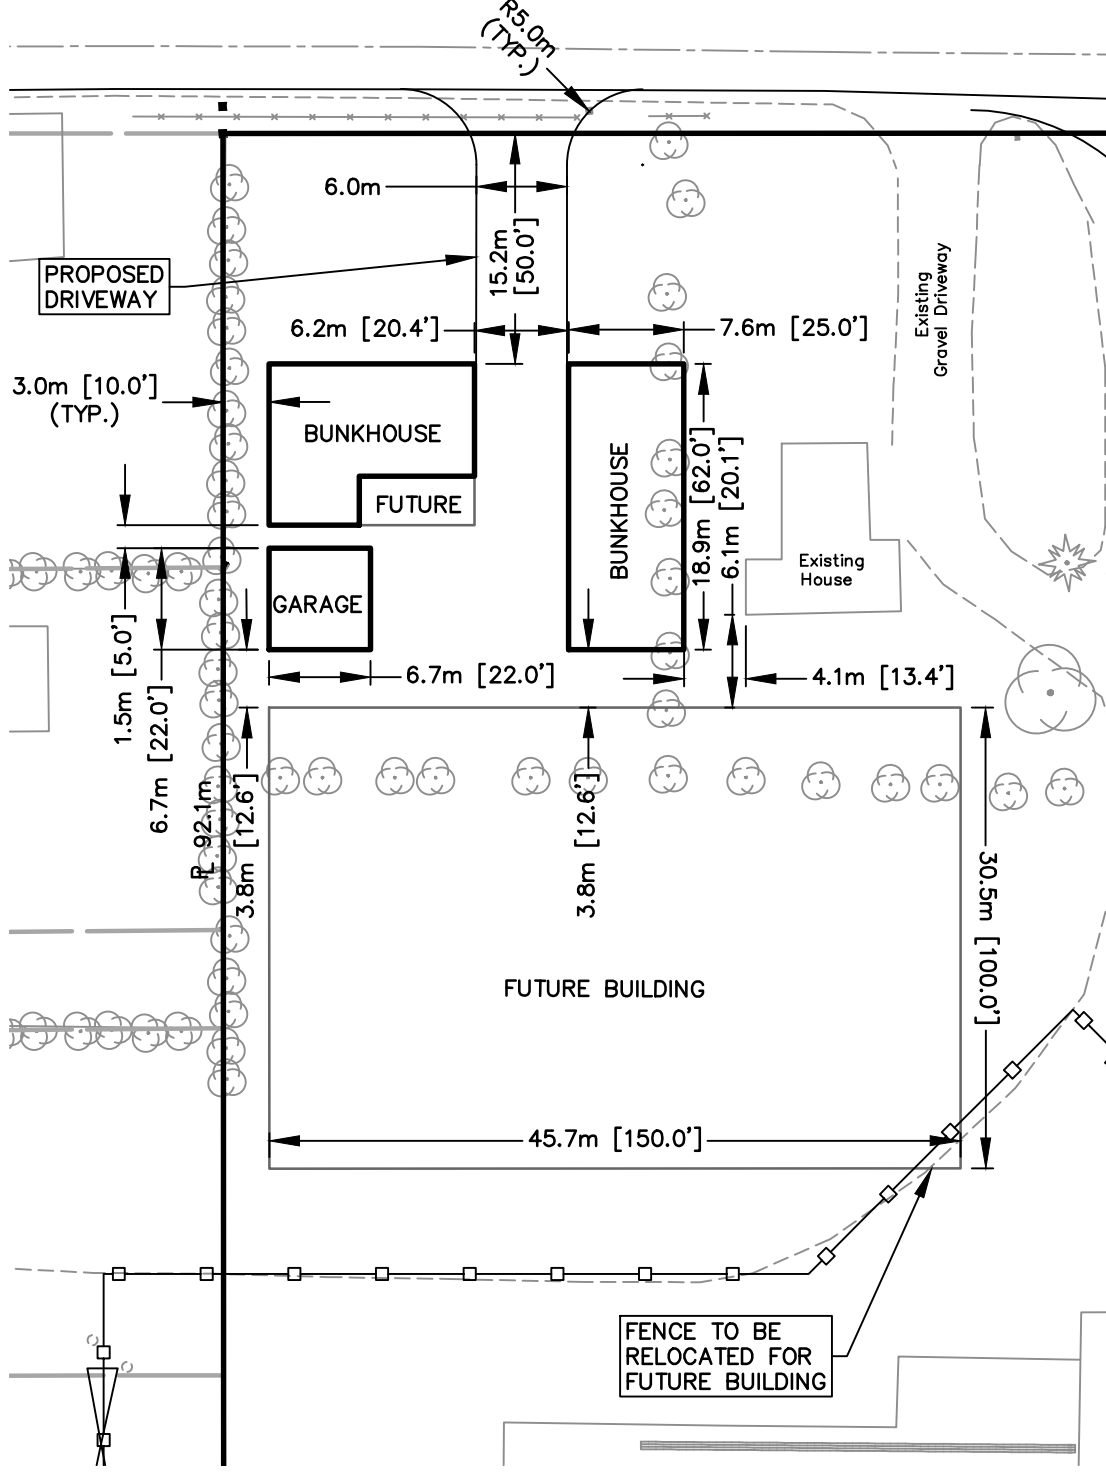 R5.0m
(TYP.)
6.0m
15.2m
[50.0']
PROPOSED
DRIVEWAY
6.2m [20.4']
7.6m [25.0']
Existing
Gravel Driveway
3.0m [10.0']
(TYP.)
BUNKHOUSE
FUTURE
BUNKHOUSE
18.9m [62.0']
6.1m [20.1']
Existing
House
GARAGE
1.5m [5.0']
6.7m [22.0']
6.7m [22.0']
4.1m [13.4']
PL 92.1m
3.8m [12.6']
3.8m [12.6']
30.5m [100.0']
FUTURE BUILDING
45.7m [150.0']
FENCE TO BE
RELOCATED FOR
FUTURE BUILDING